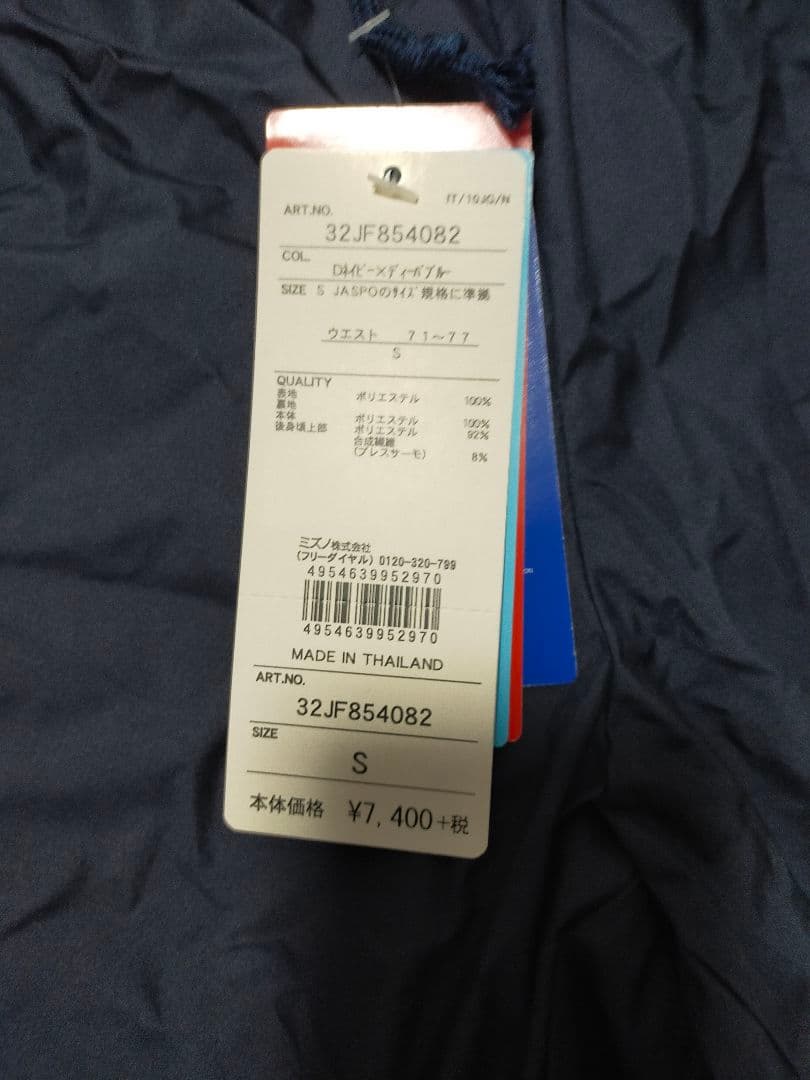 IT/10JG/N
ART.NO.
32JF854082
COL.
Dネイビー×ディープブルー
SIZE S JASPOのサイズ規格に準拠
ウエスト 71〜77
S
QUALITY
表地 ポリエステル 100%
裏地
本体 ポリエステル 100%
後身頃上部 ポリエステル 92%
合成繊維
(ブレスサーモ) 8%
ミズノ株式会社
(フリーダイヤル) 0120-320-799
4954639952970
4954639952970
MADE IN THAILAND
ART.NO.
32JF854082
SIZE
S
本体価格 ¥7,400+税